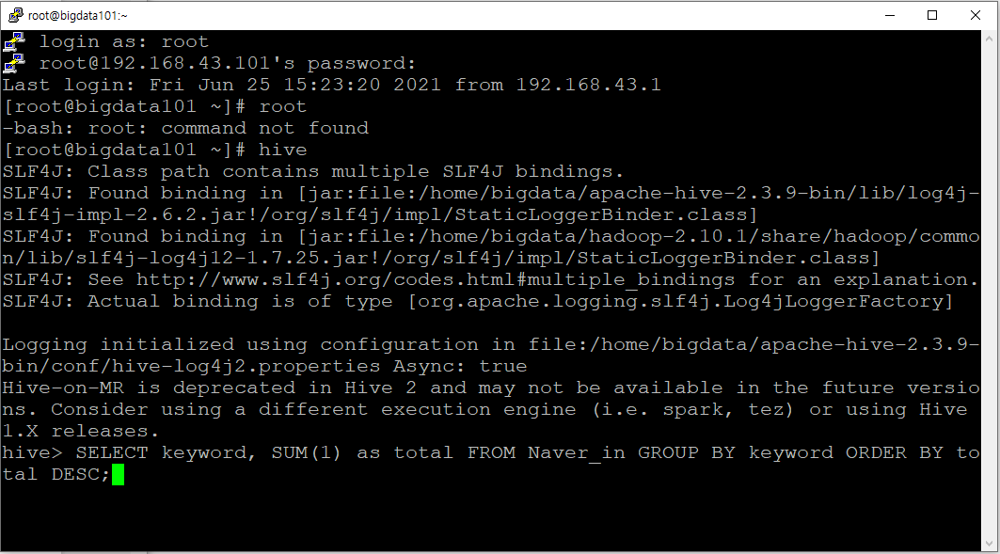 root@bigdata101:~
login as: root
root@192.168.43.101's password:
Last login: Fri Jun 25 15:23:20 2021 from 192.168.43.1
[root@bigdata101 ~]# root
-bash: root: command not found
[root@bigdata101 ~]# hive
SLF4J: Class path contains multiple SLF4J bindings.
SLF4J: Found binding in [jar:file:/home/bigdata/apache-hive-2.3.9-bin/lib/log4j-
slf4j-impl-2.6.2.jar!/org/slf4j/impl/StaticLoggerBinder.class]
SLF4J: Found binding in [jar:file:/home/bigdata/hadoop-2.10.1/share/hadoop/commo
n/lib/slf4j-log4j12-1.7.25.jar!/org/slf4j/impl/StaticLoggerBinder.class]
SLF4J: See http://www.slf4j.org/codes.html#multiple_bindings for an explanation.
SLF4J: Actual binding is of type [org.apache.logging.slf4j.Log4jLoggerFactory]

Logging initialized using configuration in file:/home/bigdata/apache-hive-2.3.9-
bin/conf/hive-log4j2.properties Async: true
Hive-on-MR is deprecated in Hive 2 and may not be available in the future versio
ns. Consider using a different execution engine (i.e. spark, tez) or using Hive
1.X releases.
hive> SELECT keyword, SUM(1) as total FROM Naver_in GROUP BY keyword ORDER BY to
tal DESC;